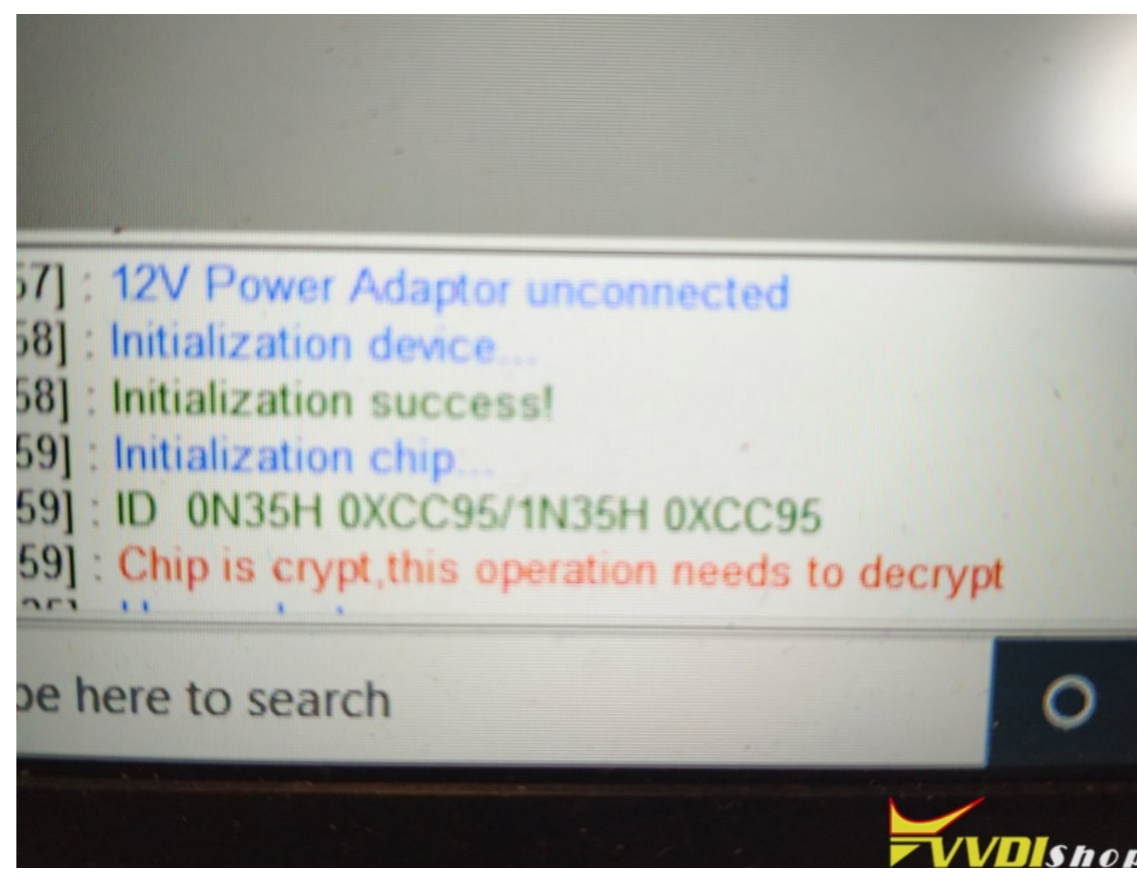 57] : 12V Power Adaptor unconnected
58] : Initialization device...
58] : Initialization success!
59] : Initialization chip...
59] : ID 0N35H 0XCC95/1N35H 0XCC95
59] : Chip is crypt,this operation needs to decrypt
pe here to search
VVDIshop